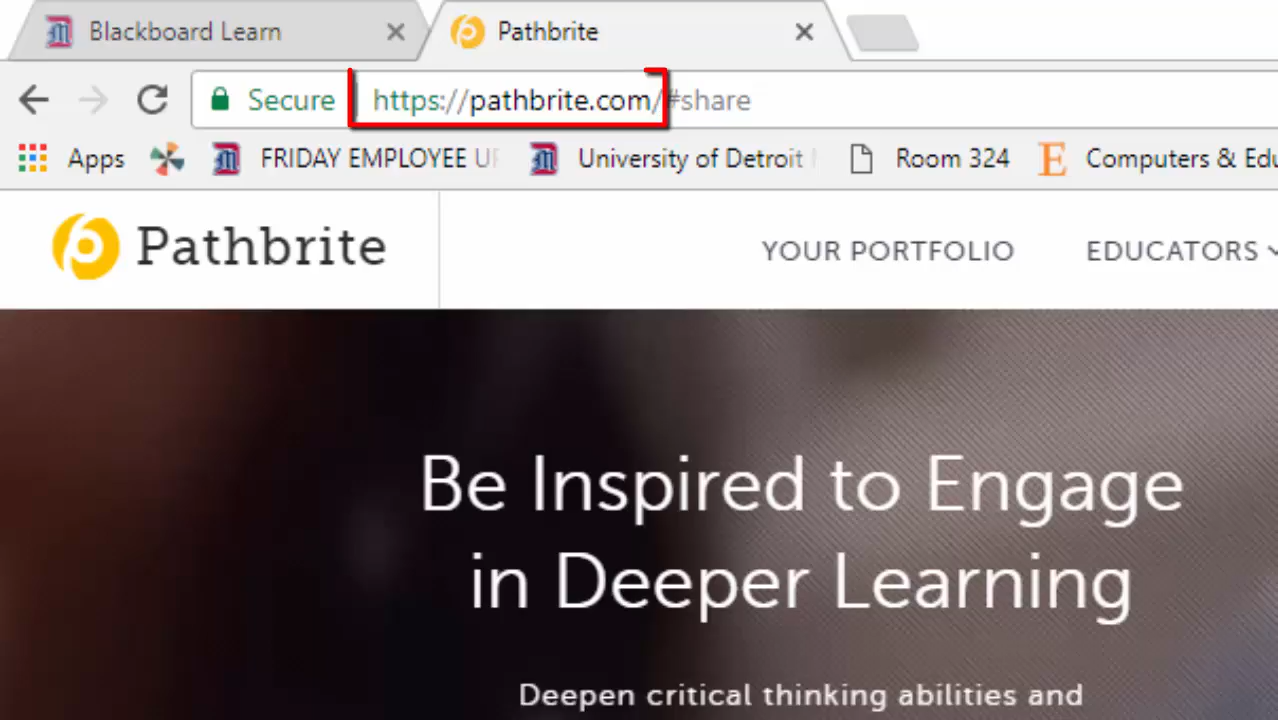 Blackboard Learn
Pathbrite
Secure https://pathbrite.com/#share
Apps FRIDAY EMPLOYEE University of Detroit Room 324 Computers &
Pathbrite YOUR PORTFOLIO EDUCATORS
Be Inspired to Engage
in Deeper Learning
Deepen critical thinking abilities and